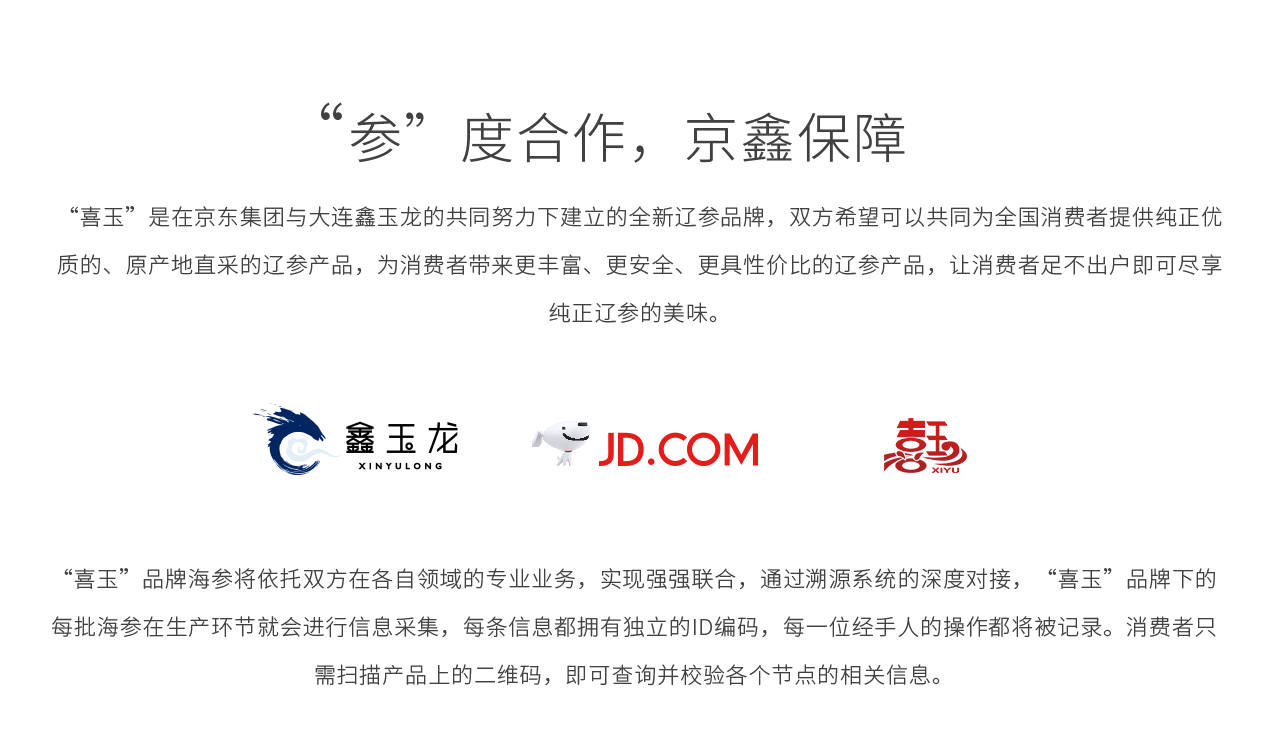 “参”度合作，京鑫保障
“喜玉”是在京东集团与大连鑫玉龙的共同努力下建立的全新辽参品牌，双方希望可以共同为全国消费者提供纯正优
质的、原产地直采的辽参产品，为消费者带来更丰富、更安全、更具性价比的辽参产品，让消费者足不出户即可尽享
纯正辽参的美味。
鑫玉龙
XINYULONG
JD.COM
喜玉
XIYU
“喜玉”品牌海参将依托双方在各自领域的专业业务，实现强强联合，通过溯源系统的深度对接，“喜玉”品牌下的
每批海参在生产环节就会进行信息采集，每条信息都拥有独立的ID编码，每一位经手人的操作都将被记录。消费者只
需扫描产品上的二维码，即可查询并校验各个节点的相关信息。